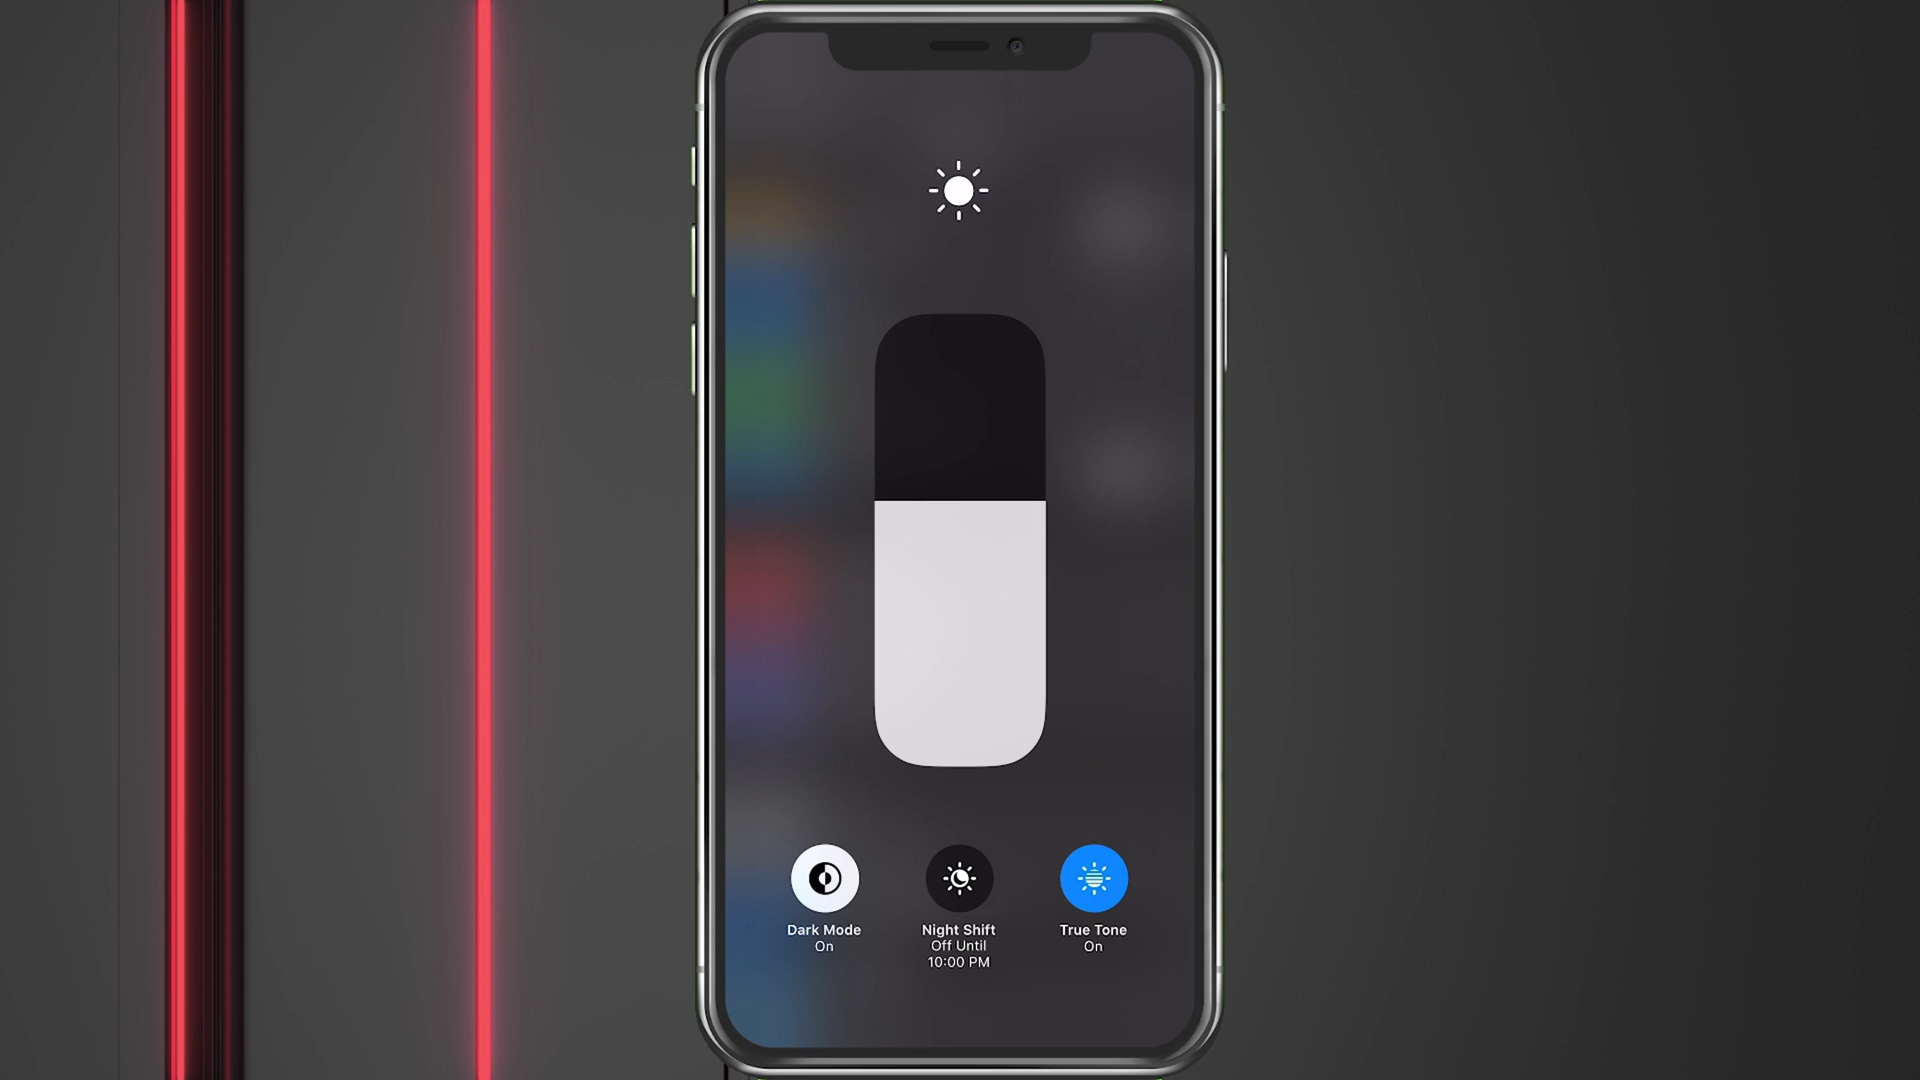 Dark Mode
On
Night Shift
Off Until
10:00 PM
True Tone
On